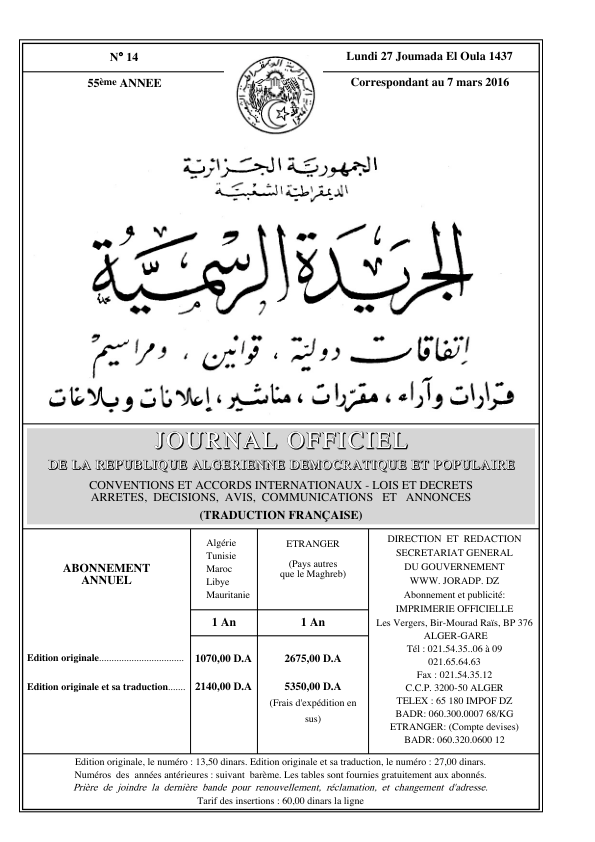 N° 14
Lundi 27 Joumada El Oula 1437
55ème ANNEE
Correspondant au 7 mars 2016
الجمهورية الجزائرية
الديمقراطية الشعبية
الجريدة الرسمية
إتفاقات دولية ، قوانين ، ومراسيم
قرارات وآراء ، مقررات ، مناشير ، إعلانات وبلاغات
JOURNAL OFFICIEL
DE LA REPUBLIQUE ALGERIENNE DEMOCRATIQUE ET POPULAIRE
CONVENTIONS ET ACCORDS INTERNATIONAUX - LOIS ET DECRETS
ARRETES, DECISIONS, AVIS, COMMUNICATIONS ET ANNONCES
(TRADUCTION FRANÇAISE)
ABONNEMENT
ANNUEL
Algérie
Tunisie
Maroc
Libye
Mauritanie
ETRANGER
(Pays autres
que le Maghreb)
1 An
1 An
Edition originale.................................. 1070,00 D.A 2675,00 D.A
Edition originale et sa traduction....... 2140,00 D.A 5350,00 D.A
(Frais d'expédition en
sus)
DIRECTION ET REDACTION
SECRETARIAT GENERAL
DU GOUVERNEMENT
WWW. JORADP. DZ
Abonnement et publicité:
IMPRIMERIE OFFICIELLE
Les Vergers, Bir-Mourad Raïs, BP 376
ALGER-GARE
Tél : 021.54.35..06 à 09
021.65.64.63
Fax : 021.54.35.12
C.C.P. 3200-50 ALGER
TELEX : 65 180 IMPOF DZ
BADR: 060.300.0007 68/KG
ETRANGER: (Compte devises)
BADR: 060.320.0600 12
Edition originale, le numéro : 13,50 dinars. Edition originale et sa traduction, le numéro : 27,00 dinars.
Numéros des années antérieures : suivant barème. Les tables sont fournies gratuitement aux abonnés.
Prière de joindre la dernière bande pour renouvellement, réclamation, et changement d'adresse.
Tarif des insertions : 60,00 dinars la ligne